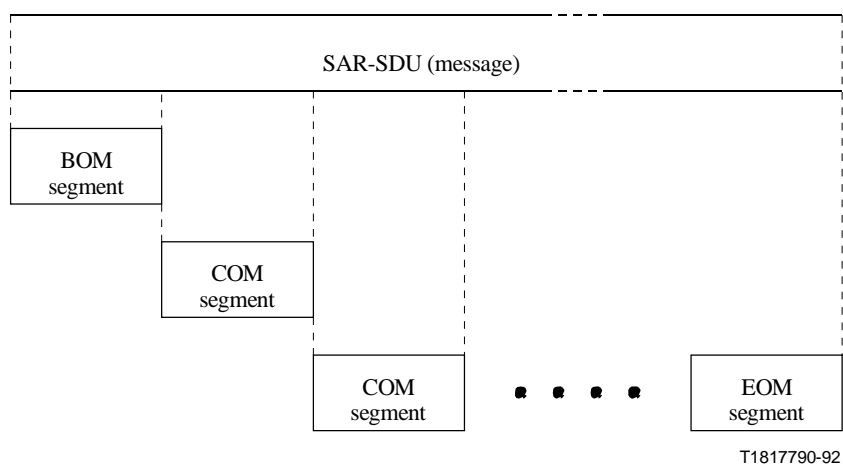 SAR-SDU (message)
BOM
segment
COM
segment
COM
segment
EOM
segment
T1817790-92